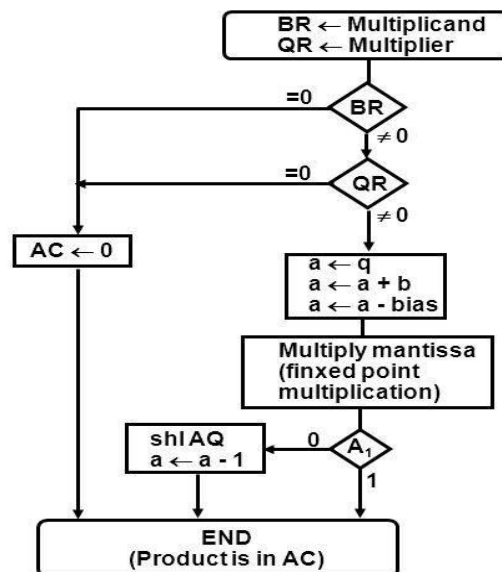 BR ← Multiplicand
QR ← Multiplier
=0
BR
≠ 0
=0
QR
≠ 0
AC ← 0
a ← q
a ← a + b
a ← a - bias
Multiply mantissa
(finxed point
multiplication)
shl AQ
a ← a - 1
0
A₁
1
END
(Product is in AC)